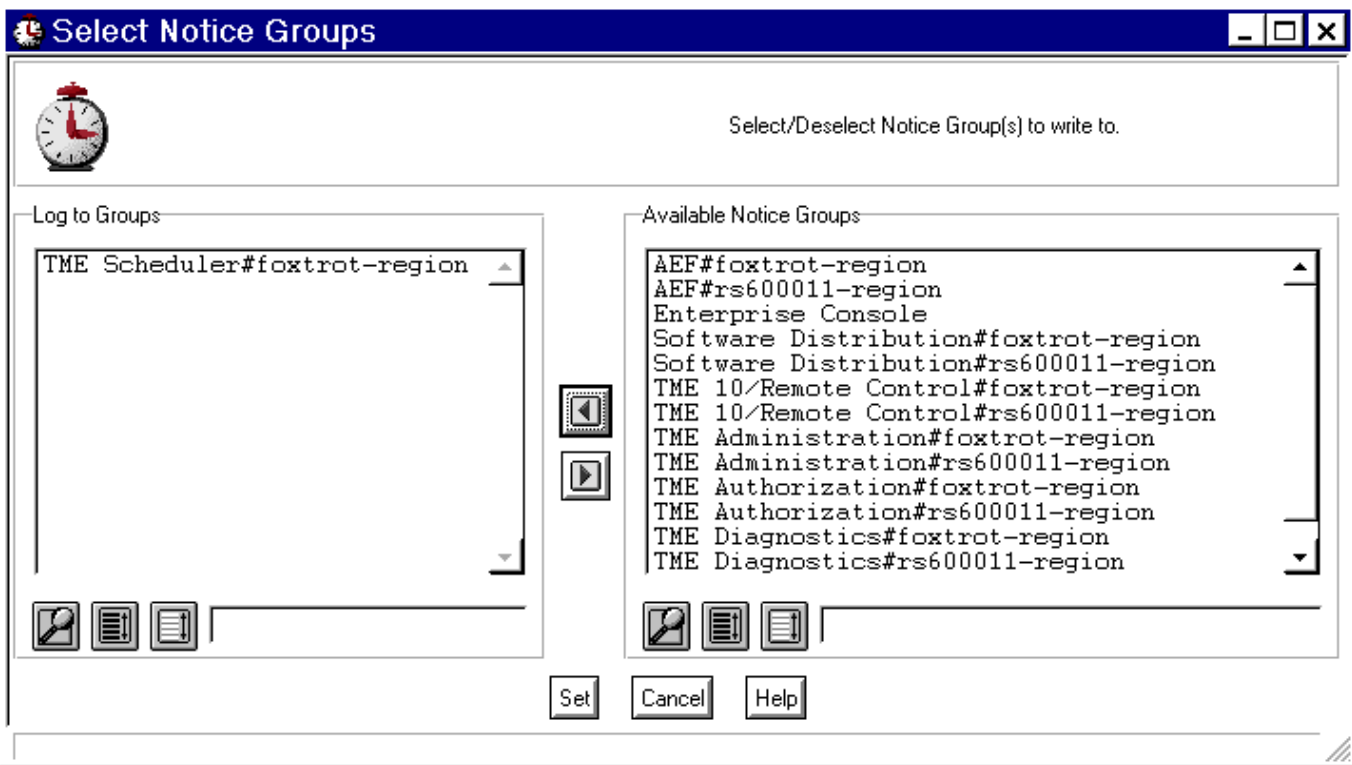 Select Notice Groups
Select/Deselect Notice Group(s) to write to.
Log to Groups
TME Scheduler#foxtrot-region
Available Notice Groups
AEF#foxtrot-region
AEF#rs600011-region
Enterprise Console
Software Distribution#foxtrot-region
Software Distribution#rs600011-region
TME 10/Remote Control#foxtrot-region
TME 10/Remote Control#rs600011-region
TME Administration#foxtrot-region
TME Administration#rs600011-region
TME Authorization#foxtrot-region
TME Authorization#rs600011-region
TME Diagnostics#foxtrot-region
TME Diagnostics#rs600011-region
Set Cancel Help